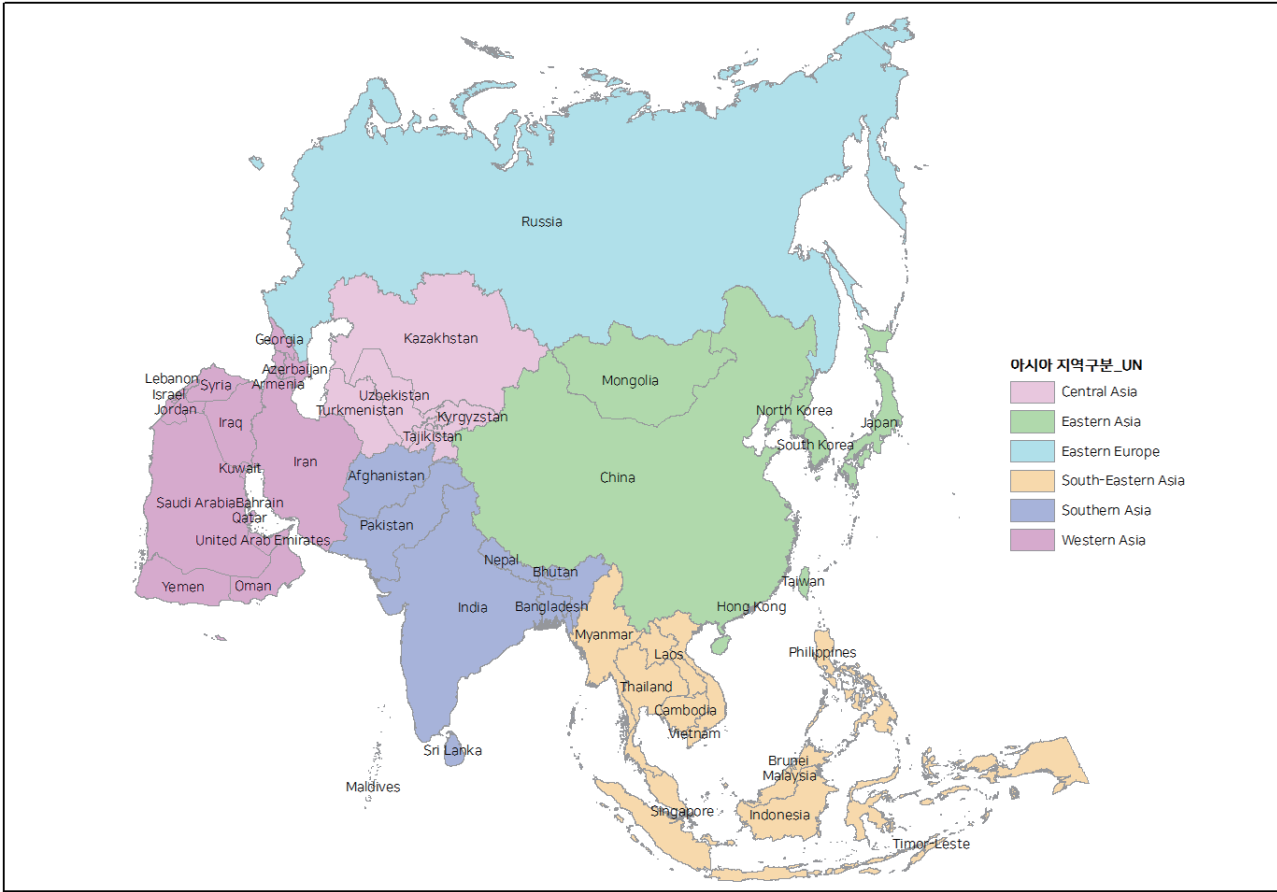 Russia
Kazakhstan
Georgia
Azerbaijan
Armenia
Lebanon
Syria
Israel
Jordan
Uzbekistan
Turkmenistan
Kyrgyzstan
Tajikistan
Mongolia
North Korea
South Korea
Japan
Iraq
Iran
Kuwait
Afghanistan
China
Saudi Arabia
Bahrain
Qatar
Pakistan
United Arab Emirates
Yemen
Oman
Nepal
Bhutan
India
Bangladesh
Taiwan
Hong Kong
Myanmar
Laos
Philippines
Thailand
Cambodia
Vietnam
Sri Lanka
Maldives
Brunei
Malaysia
Singapore
Indonesia
Timor-Leste
아시아 지역구분_UN
Central Asia
Eastern Asia
Eastern Europe
South-Eastern Asia
Southern Asia
Western Asia